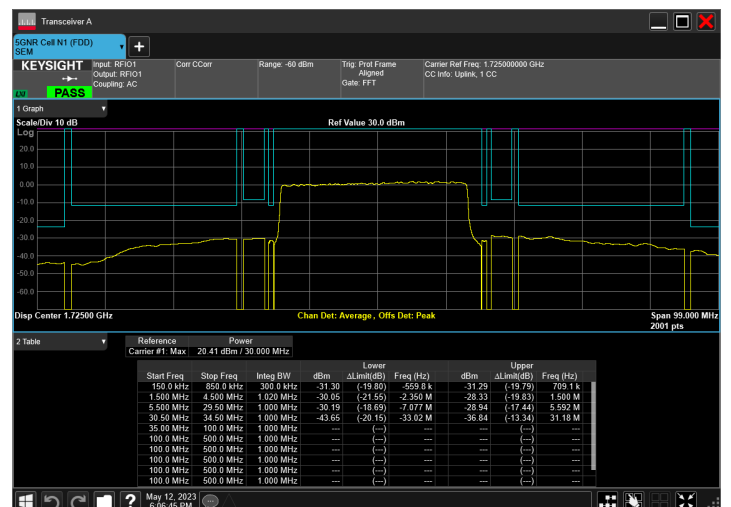 Transceiver A
5GNR Cell N1 (FDD)
SEM
+
KEYSIGHT
LXI
PASS
Input: RFIO1
Output: RFIO1
Coupling: AC
Corr CCorr
Range: -60 dBm
Trig: Prot Frame
Aligned
Gate: FFT
Carrier Ref Freq: 1.725000000 GHz
CC Info: Uplink, 1 CC
1 Graph
Scale/Div 10 dB
Ref Value 30.0 dBm
Log
20.0
10.0
0.00
-10.0
-20.0
-30.0
-40.0
-50.0
-60.0
Disp Center 1.72500 GHz
Chan Det: Average , Offs Det: Peak
Span 99.000 MHz
2001 pts
2 Table
Reference Power
Carrier #1: Max 20.41 dBm / 30.000 MHz
Lower Upper
Start Freq Stop Freq Integ BW dBm ΔLimit(dB) Freq (Hz) dBm ΔLimit(dB) Freq (Hz)
150.0 kHz 850.0 kHz 300.0 kHz -31.30 (-19.80) -559.8 k -31.29 (-19.79) 709.1 k
1.500 MHz 4.500 MHz 1.020 MHz -30.05 (-21.55) -2.350 M -28.33 (-19.83) 1.500 M
5.500 MHz 29.50 MHz 1.000 MHz -30.19 (-18.69) -7.077 M -28.94 (-17.44) 5.592 M
30.50 MHz 34.50 MHz 1.000 MHz -43.65 (-20.15) -33.02 M -36.84 (-13.34) 31.18 M
35.00 MHz 100.0 MHz 1.000 MHz --- (---) --- --- (---) ---
100.0 MHz 500.0 MHz 1.000 MHz --- (---) --- --- (---) ---
100.0 MHz 500.0 MHz 1.000 MHz --- (---) --- --- (---) ---
100.0 MHz 500.0 MHz 1.000 MHz --- (---) --- --- (---) ---
100.0 MHz 500.0 MHz 1.000 MHz --- (---) --- --- (---) ---
?
May 12, 2023
6:06:45 PM